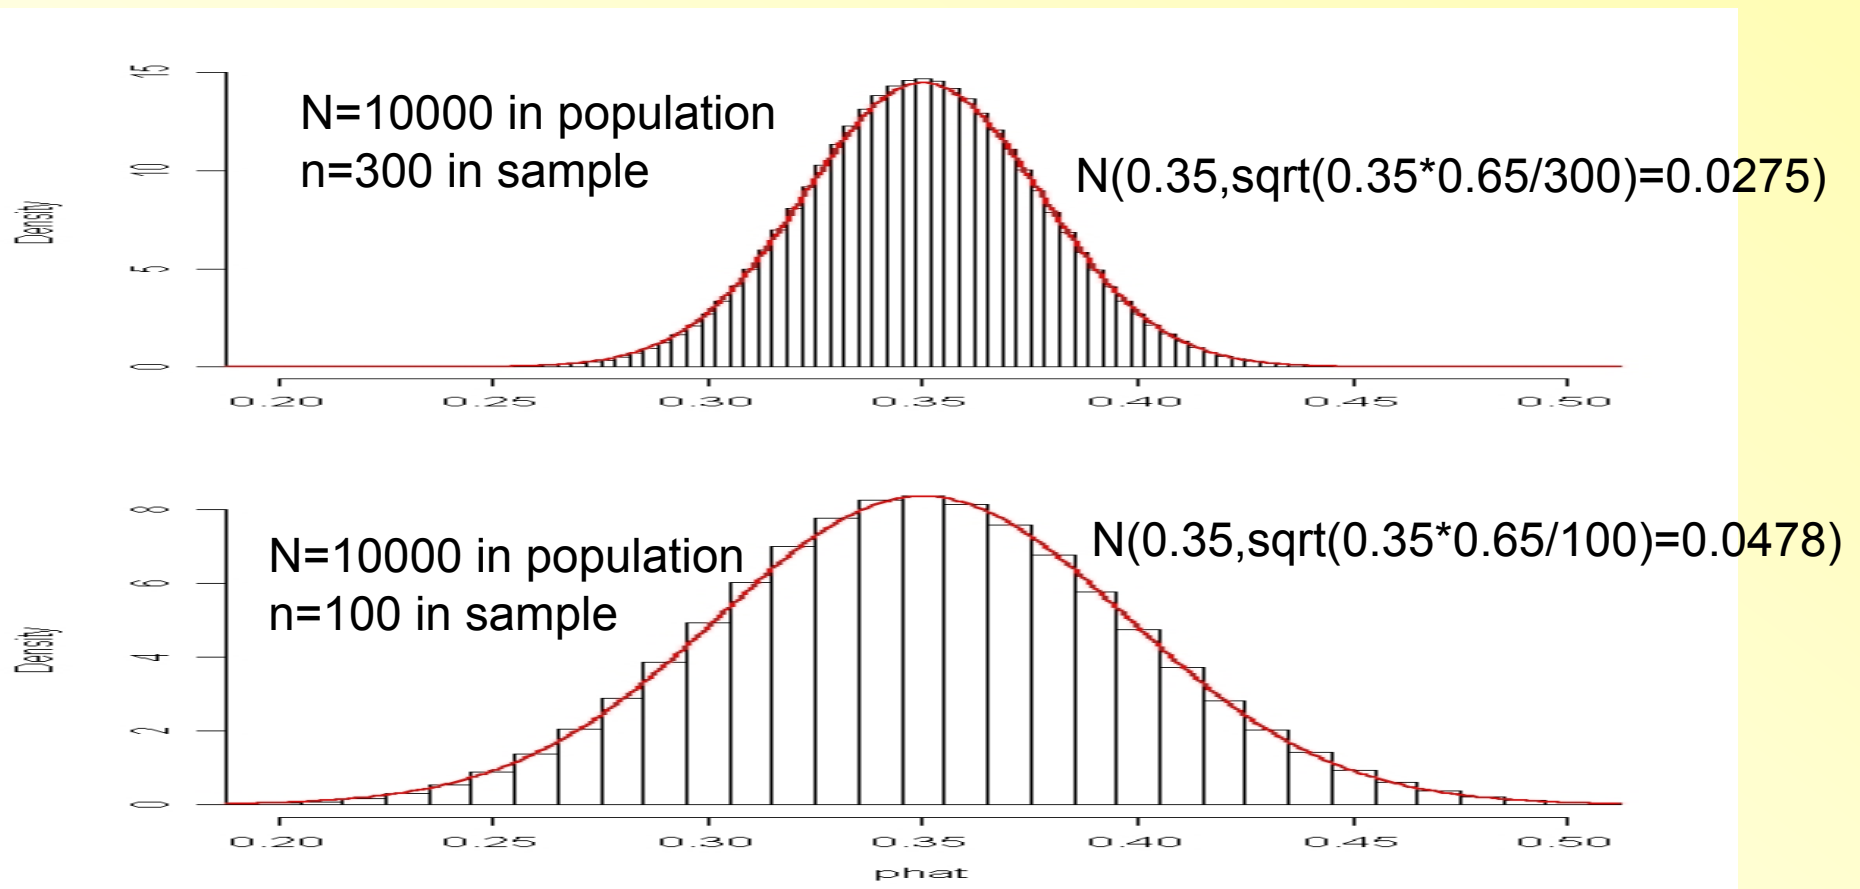 15
10
5
0
Density
N=10000 in population
n=300 in sample
N(0.35,sqrt(0.35*0.65/300)=0.0275)
0.20 0.25 0.30 0.35 0.40 0.45 0.50
8
6
4
2
0
Density
N=10000 in population
n=100 in sample
N(0.35,sqrt(0.35*0.65/100)=0.0478)
0.20 0.25 0.30 0.35 0.40 0.45 0.50
phat